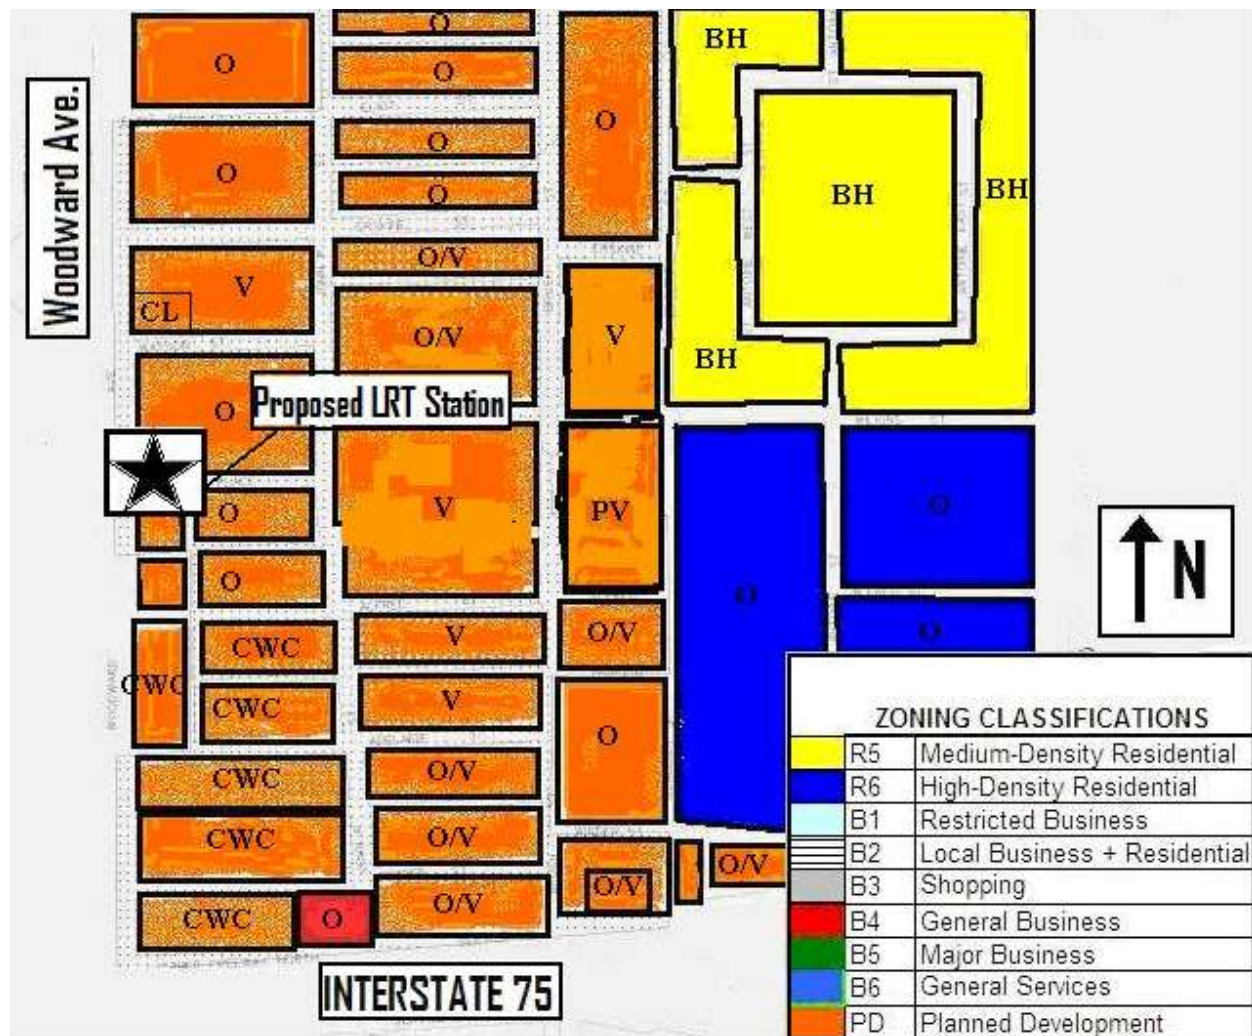 O
O
BH
O
O
Woodward Ave.
O
O
O
O
BH
BH
O/V
V
CL
O/V
V
BH
O
Proposed LRT Station
V
PV
O
O
O
O
N
CWC
V
O/V
O
CWC
CWC
V
O
CWC
O/V
CWC
O/V
O/V
O/V
CWC
O
O/V
INTERSTATE 75
ZONING CLASSIFICATIONS
R5 Medium-Density Residential
R6 High-Density Residential
B1 Restricted Business
B2 Local Business + Residential
B3 Shopping
B4 General Business
B5 Major Business
B6 General Services
PD Planned Development